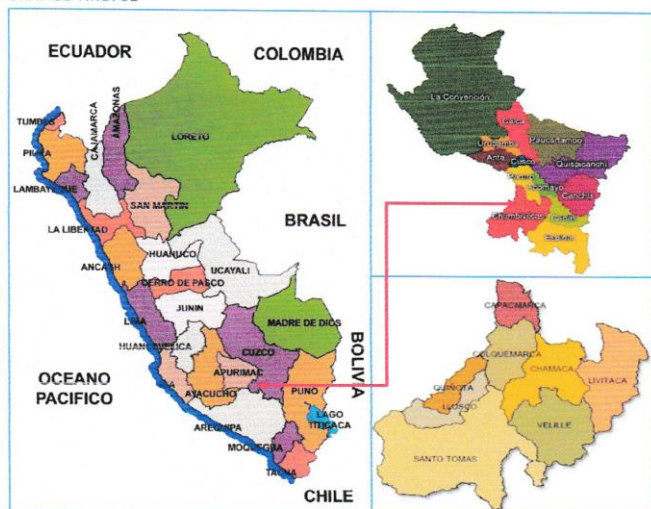 ECUADOR
COLOMBIA
TUMBES
PIURA
CAJAMARCA
AMAZONAS
LORETO
LAMBAYEQUE
SAN MARTIN
LA LIBERTAD
BRASIL
HUANUCO
ANCASH
UCAYALI
CERRO DE PASCO
LIMA
JUNIN
MADRE DE DIOS
HUANCAVELICA
CUZCO
BOLIVIA
OCEANO
PACIFICO
ICA
APURIMAC
AYACUCHO
PUNO
LAGO
TITICACA
AREQUIPA
MOQUEGUA
TACNA
CHILE
La Convención
Calca
Urubamba
Paucartambo
Anta
Cusco
Quispicanchi
Paruro
Acomayo
Canchis
Chumbivilcas
Canas
Espinar
CAPACMARCA
COLQUEMARCA
CHAMACA
LIVITACA
QUIÑOTA
LLUSCO
VELILLE
SANTO TOMAS